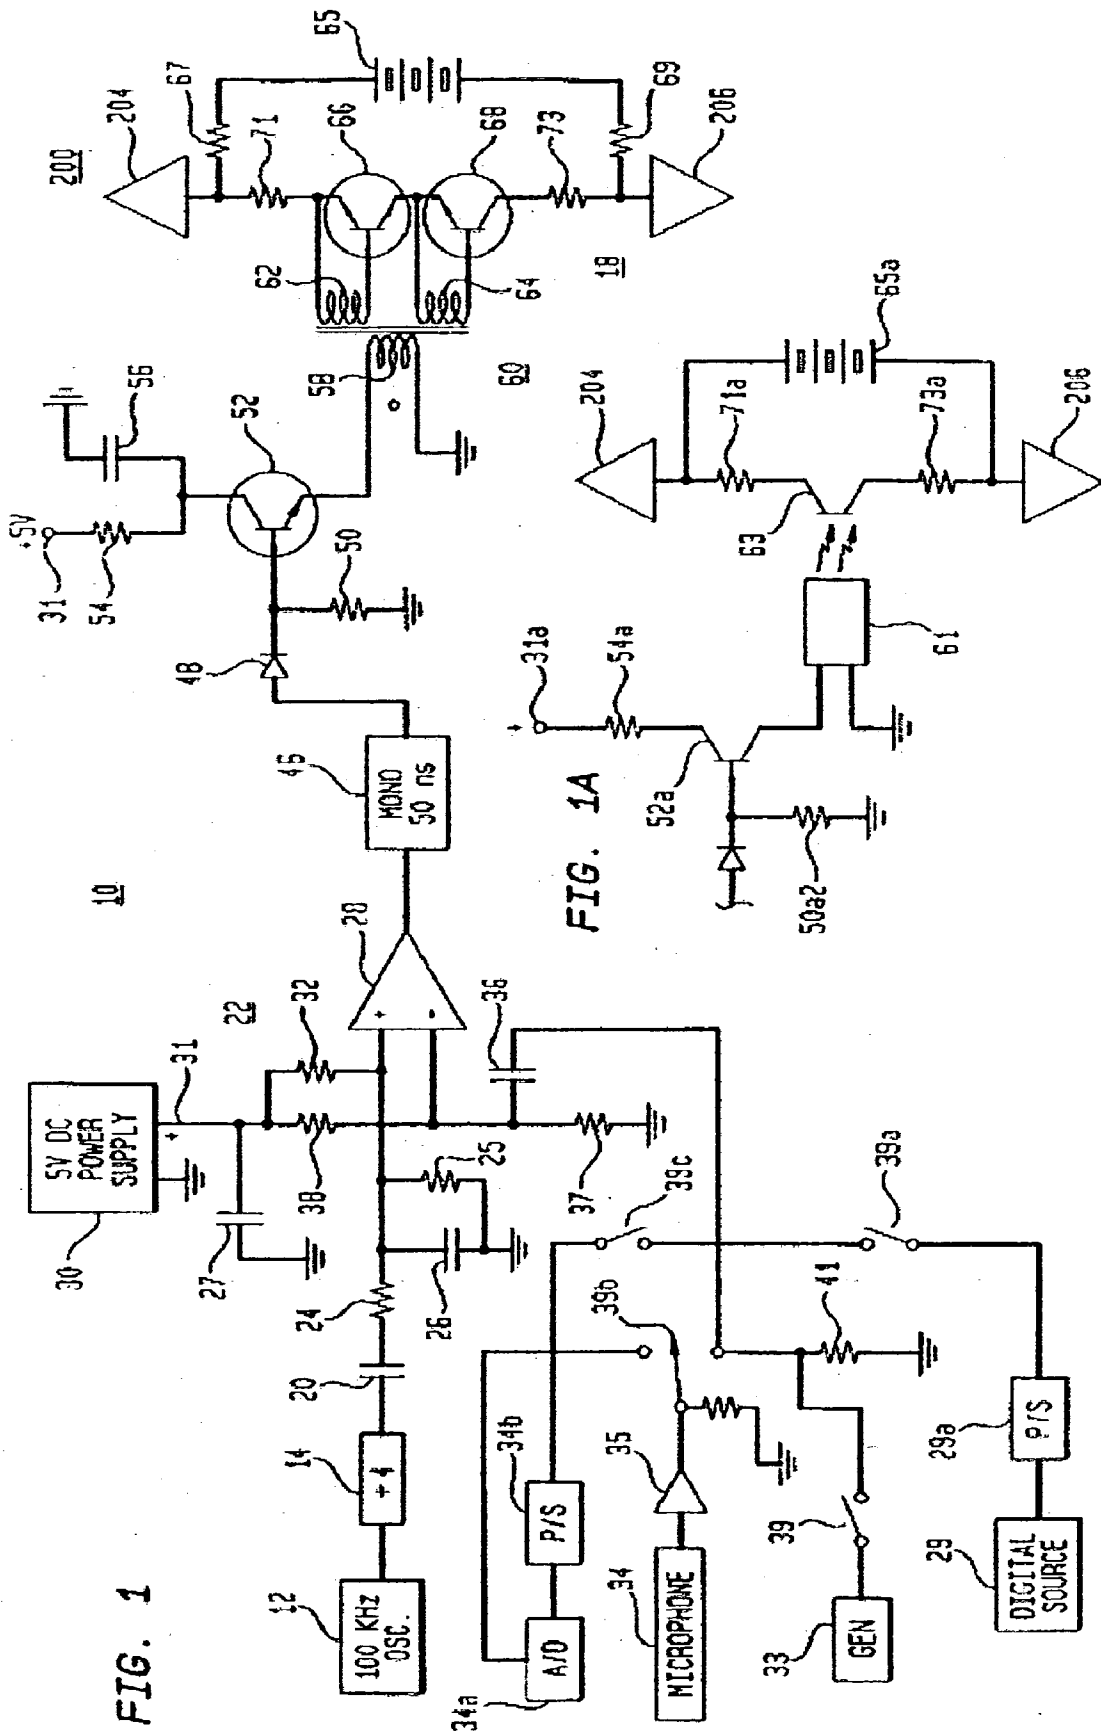 FIG. 1
10
12
100 KHz
OSC.
14
÷4
20
24
26
25
27
30
5V DC
POWER
SUPPLY
+
31
22
38
32
28
+
-
36
37
46
MONO
50 ns
48
50
31
+5V
54
56
52
58
60
62
64
66
68
18
200
204
67
71
65
73
69
206
34a
A/D
34b
P/S
34
MICROPHONE
35
39b
39c
39a
41
33
GEN
39
29
DIGITAL
SOURCE
29a
P/S
FIG. 1A
50a2
52a
+
31a
54a
61
63
204
71a
65a
73a
206